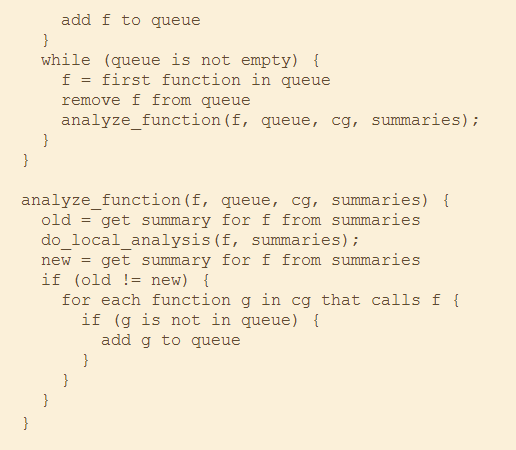 add f to queue
}
while (queue is not empty) {
f = first function in queue
remove f from queue
analyze_function(f, queue, cg, summaries);
}
}
analyze_function(f, queue, cg, summaries) {
old = get summary for f from summaries
do_local_analysis(f, summaries);
new = get summary for f from summaries
if (old != new) {
for each function g in cg that calls f {
if (g is not in queue) {
add g to queue
}
}
}
}